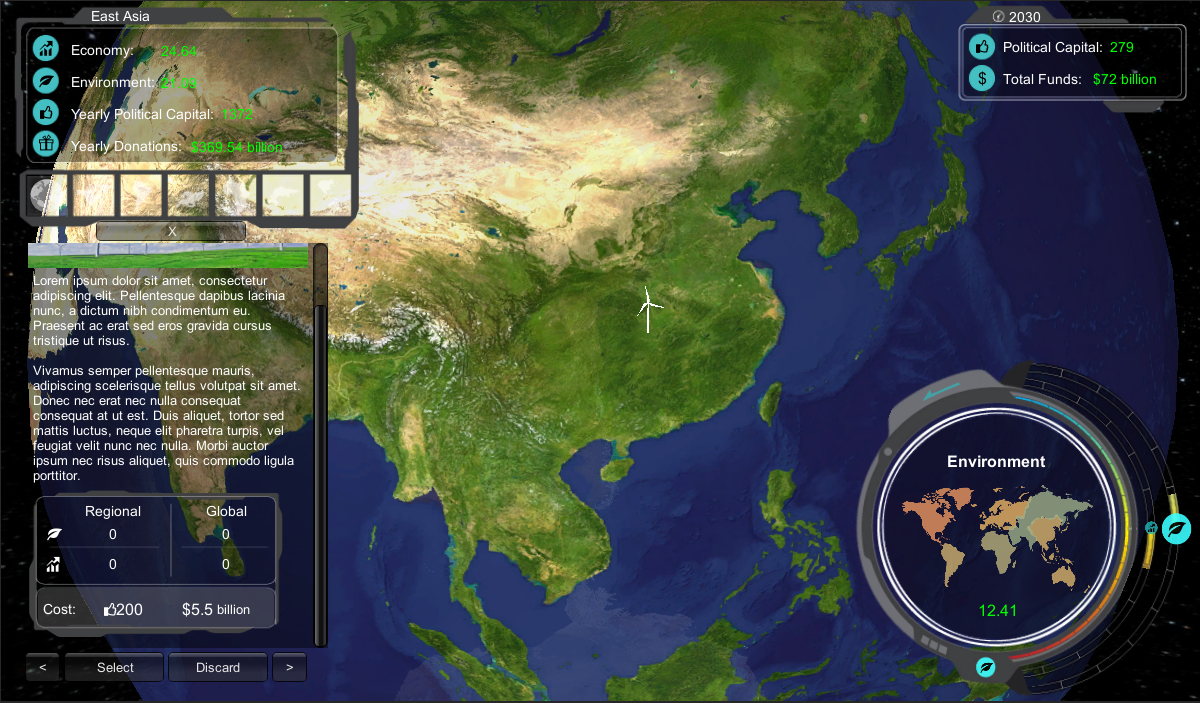 East Asia
Economy: 24.64
Environment:
Yearly Political Capital: 1372
Yearly Donations: $369.54 billion
X
2030
Political Capital: 279
Total Funds: $72 billion
Lorem ipsum dolor sit amet, consectetur
adipiscing elit. Pellentesque dapibus lacinia
nunc, a dictum nibh condimentum eu.
Praesent ac erat sed eros gravida cursus
tristique ut risus.
Vivamus semper pellentesque mauris,
adipiscing scelerisque tellus volutpat sit amet.
Donec nec erat nec nulla consequat
consequat at ut est. Duis aliquet, tortor sed
mattis luctus, neque elit pharetra turpis, vel
feugiat velit nunc nec nulla. Morbi auctor
ipsum nec risus aliquet, quis commodo ligula
porttitor.
Regional Global
0 0
0 0
Cost: 200 $5.5 billion
< Select Discard >
Environment
12.41